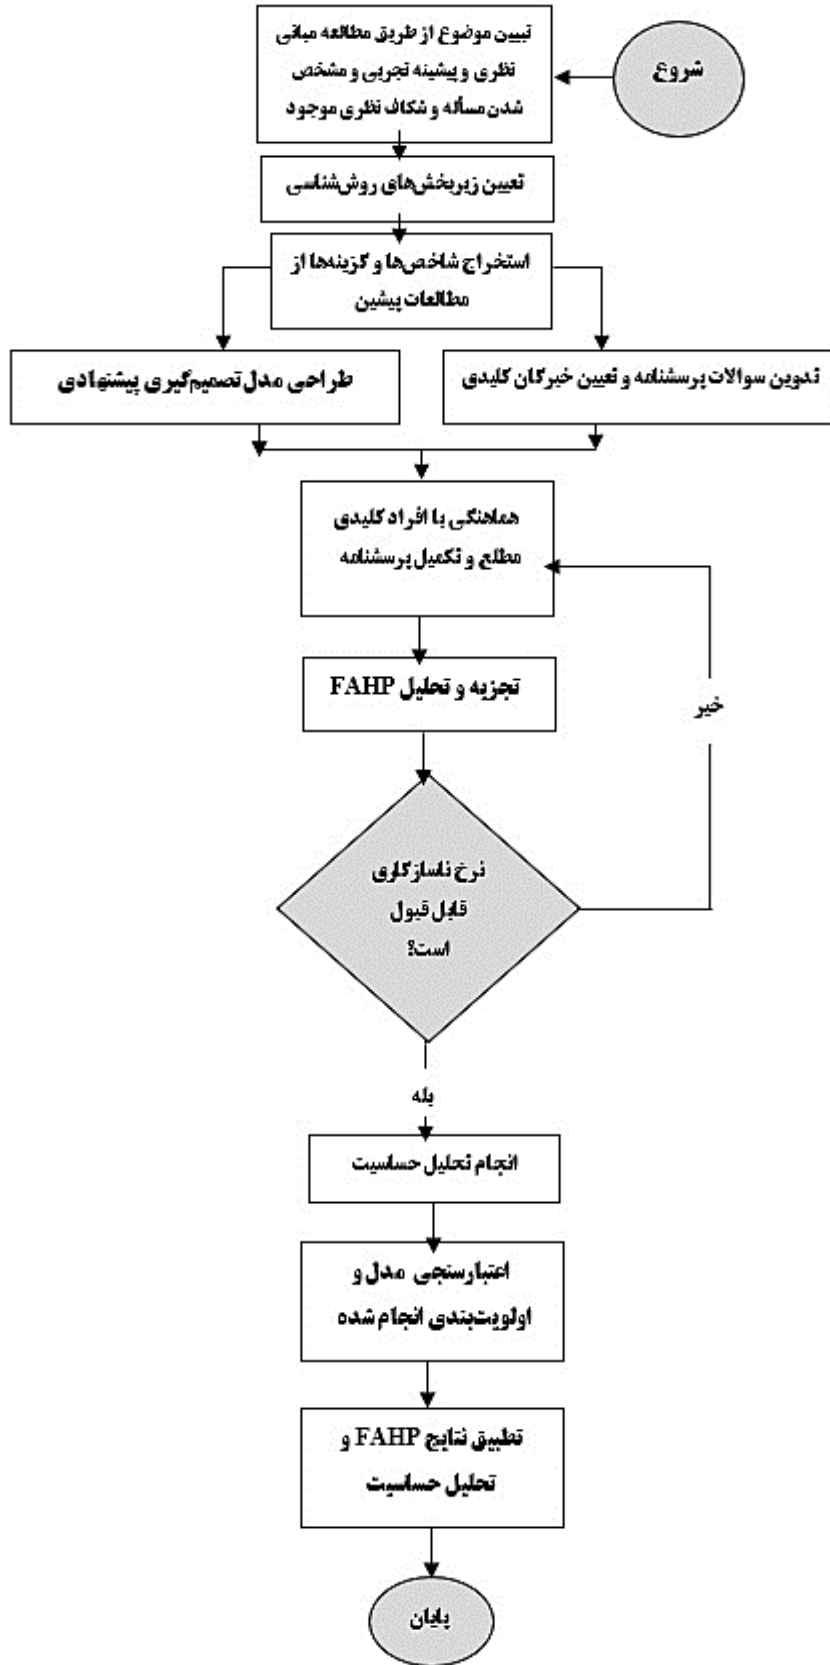 شروع
تبیین موضوع از طریق مطالعه مبانی
نظری و پیشینه تجربی و مشخص
شدن مسأله و شکاف نظری موجود
تعیین زیربخش‌های روش‌شناسی
استخراج شاخص‌ها و گزینه‌ها از
مطالعات پیشین
تدوین سوالات پرسشنامه و تعیین خبرگان کلیدی
طراحی مدل تصمیم‌گیری پیشنهادی
هماهنگی با افراد کلیدی
مطلع و تکمیل پرسشنامه
تجزیه و تحلیل FAHP
خیر
نرخ ناسازگاری
قابل قبول
است؟
بله
انجام تحلیل حساسیت
اعتبارسنجی مدل و
اولویت‌بندی انجام شده
تطبیق نتایج FAHP و
تحلیل حساسیت
پایان